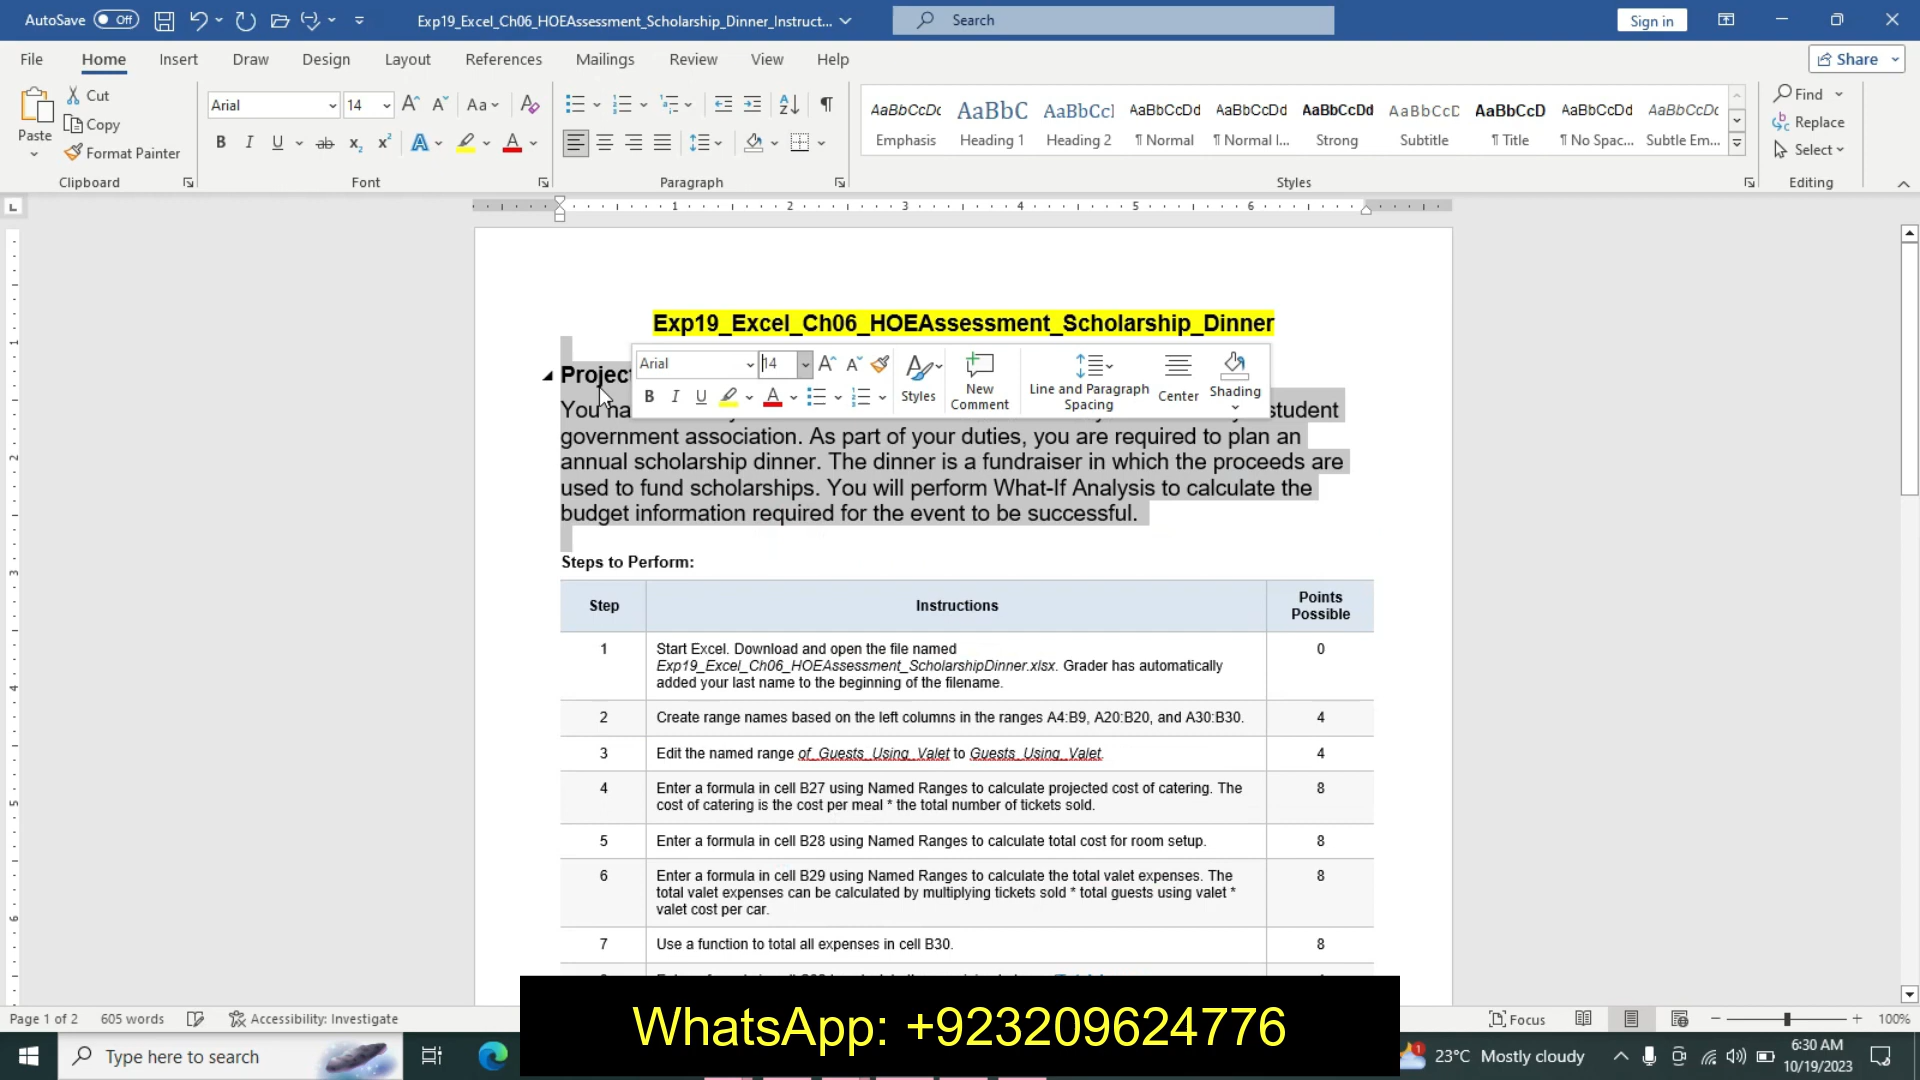 AutoSave Off Exp19_Excel_Ch06_HOEAssessment_Scholarship_Dinner_Instruct... Search Sign in
File Home Insert Draw Design Layout References Mailings Review View Help Share
Paste Cut Copy Format Painter Clipboard
Arial 14 Aa Font
Paragraph
AaBbCcDc AaBbC AaBbCcI AaBbCcDd AaBbCcDd AaBbCcDd AaBbCcC AaBbCcD AaBbCcDd AaBbCcDc
Emphasis Heading 1 Heading 2 ¶ Normal ¶ Normal I... Strong Subtitle ¶ Title ¶ No Spac... Subtle Em...
Styles
Find Replace Select Editing
1 2 3 4 5 6
Exp19_Excel_Ch06_HOEAssessment_Scholarship_Dinner
Arial 14 Styles New Comment Line and Paragraph Spacing Center Shading
Projec
You ha student
government association. As part of your duties, you are required to plan an
annual scholarship dinner. The dinner is a fundraiser in which the proceeds are
used to fund scholarships. You will perform What-If Analysis to calculate the
budget information required for the event to be successful.
Steps to Perform:
Step Instructions Points Possible
1 Start Excel. Download and open the file named
Exp19_Excel_Ch06_HOEAssessment_ScholarshipDinner.xlsx. Grader has automatically
added your last name to the beginning of the filename.
0
2 Create range names based on the left columns in the ranges A4:B9, A20:B20, and A30:B30. 4
3 Edit the named range of_Guests_Using_Valet to Guests_Using_Valet. 4
4 Enter a formula in cell B27 using Named Ranges to calculate projected cost of catering. The
cost of catering is the cost per meal * the total number of tickets sold.
8
5 Enter a formula in cell B28 using Named Ranges to calculate total cost for room setup. 8
6 Enter a formula in cell B29 using Named Ranges to calculate the total valet expenses. The
total valet expenses can be calculated by multiplying tickets sold * total guests using valet *
valet cost per car.
8
7 Use a function to total all expenses in cell B30. 8
WhatsApp: +923209624776
Page 1 of 2 605 words Accessibility: Investigate Focus 100%
Type here to search 23°C Mostly cloudy 6:30 AM
10/19/2023